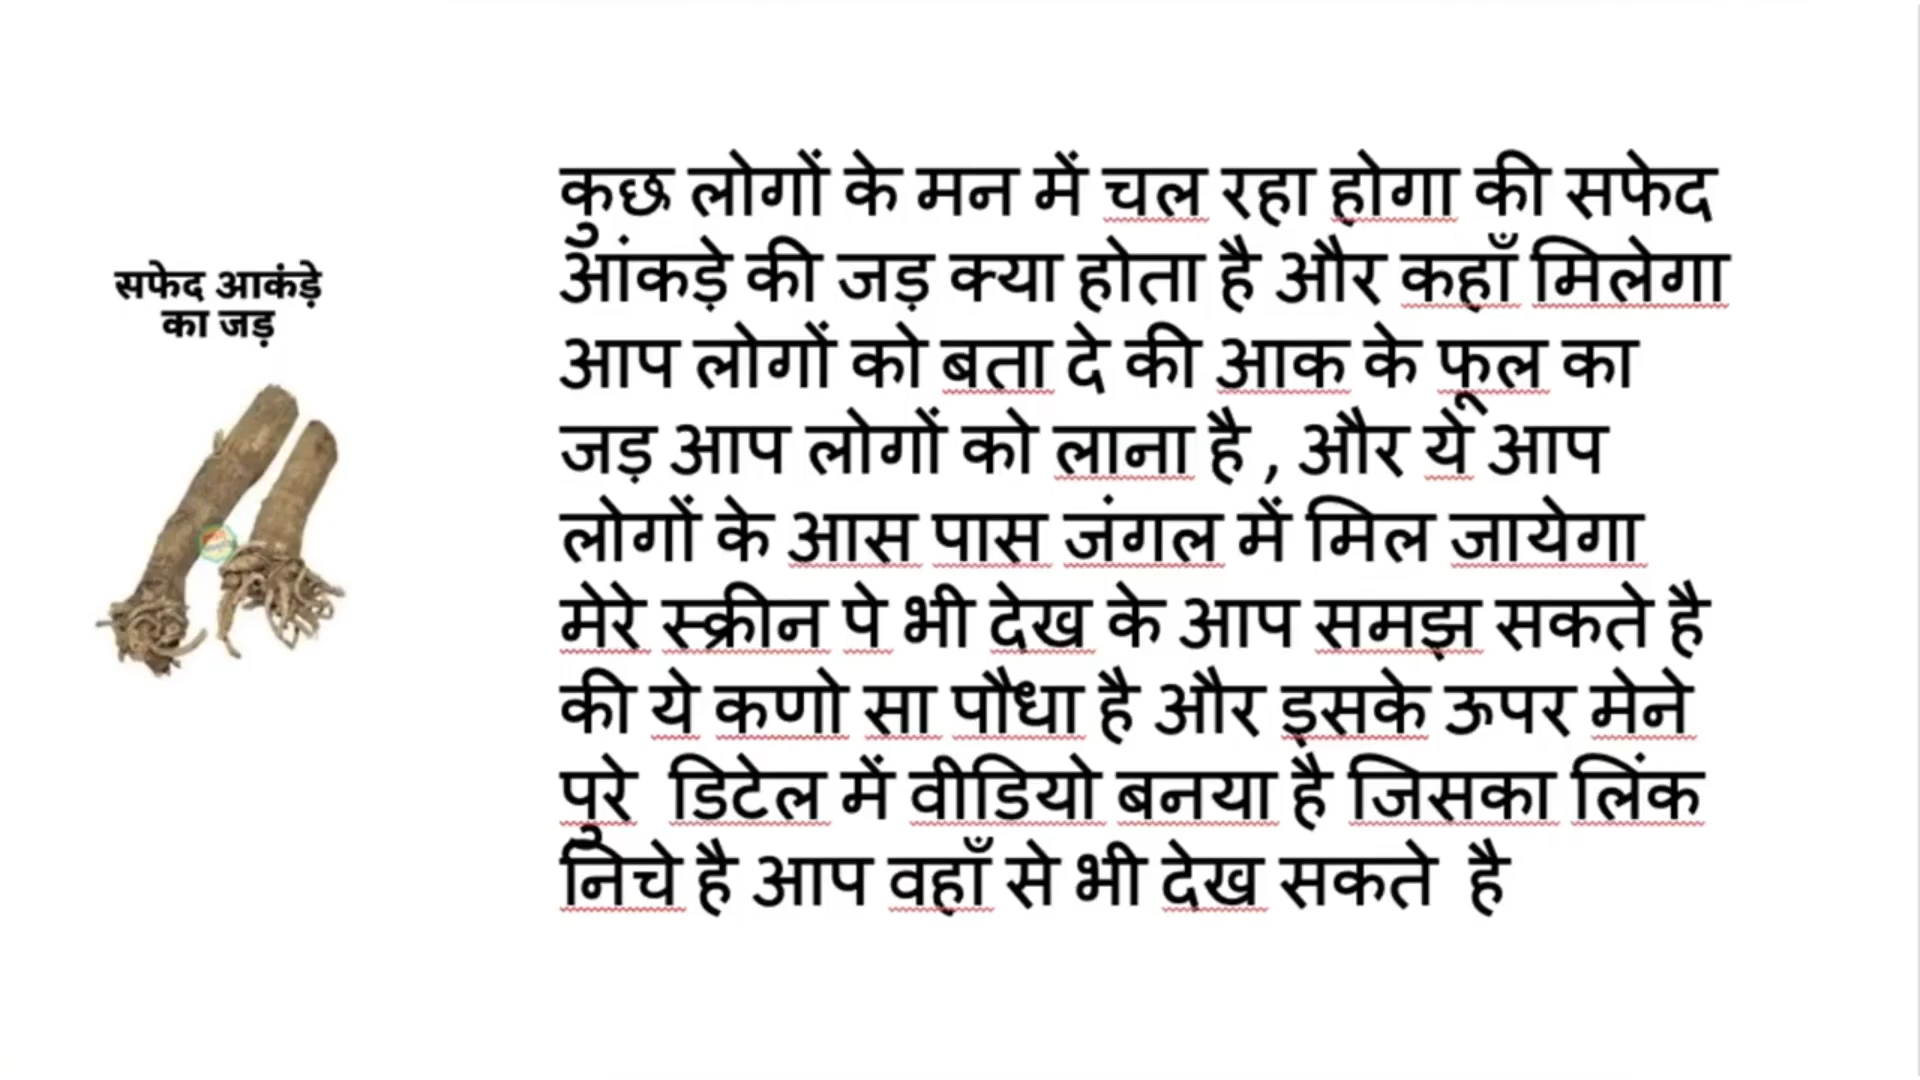 सफेद आकंड़े
का जड़
कुछ लोगों के मन में चल रहा होगा की सफेद
आंकड़े की जड़ क्या होता है और कहाँ मिलेगा
आप लोगों को बता दे की आक के फूल का
जड़ आप लोगों को लाना है , और ये आप
लोगों के आस पास जंगल में मिल जायेगा
मेरे स्क्रीन पे भी देख के आप समझ सकते है
की ये कणो सा पौधा है और इसके ऊपर मेने
पुरे डिटेल में वीडियो बनया है जिसका लिंक
निचे है आप वहाँ से भी देख सकते है